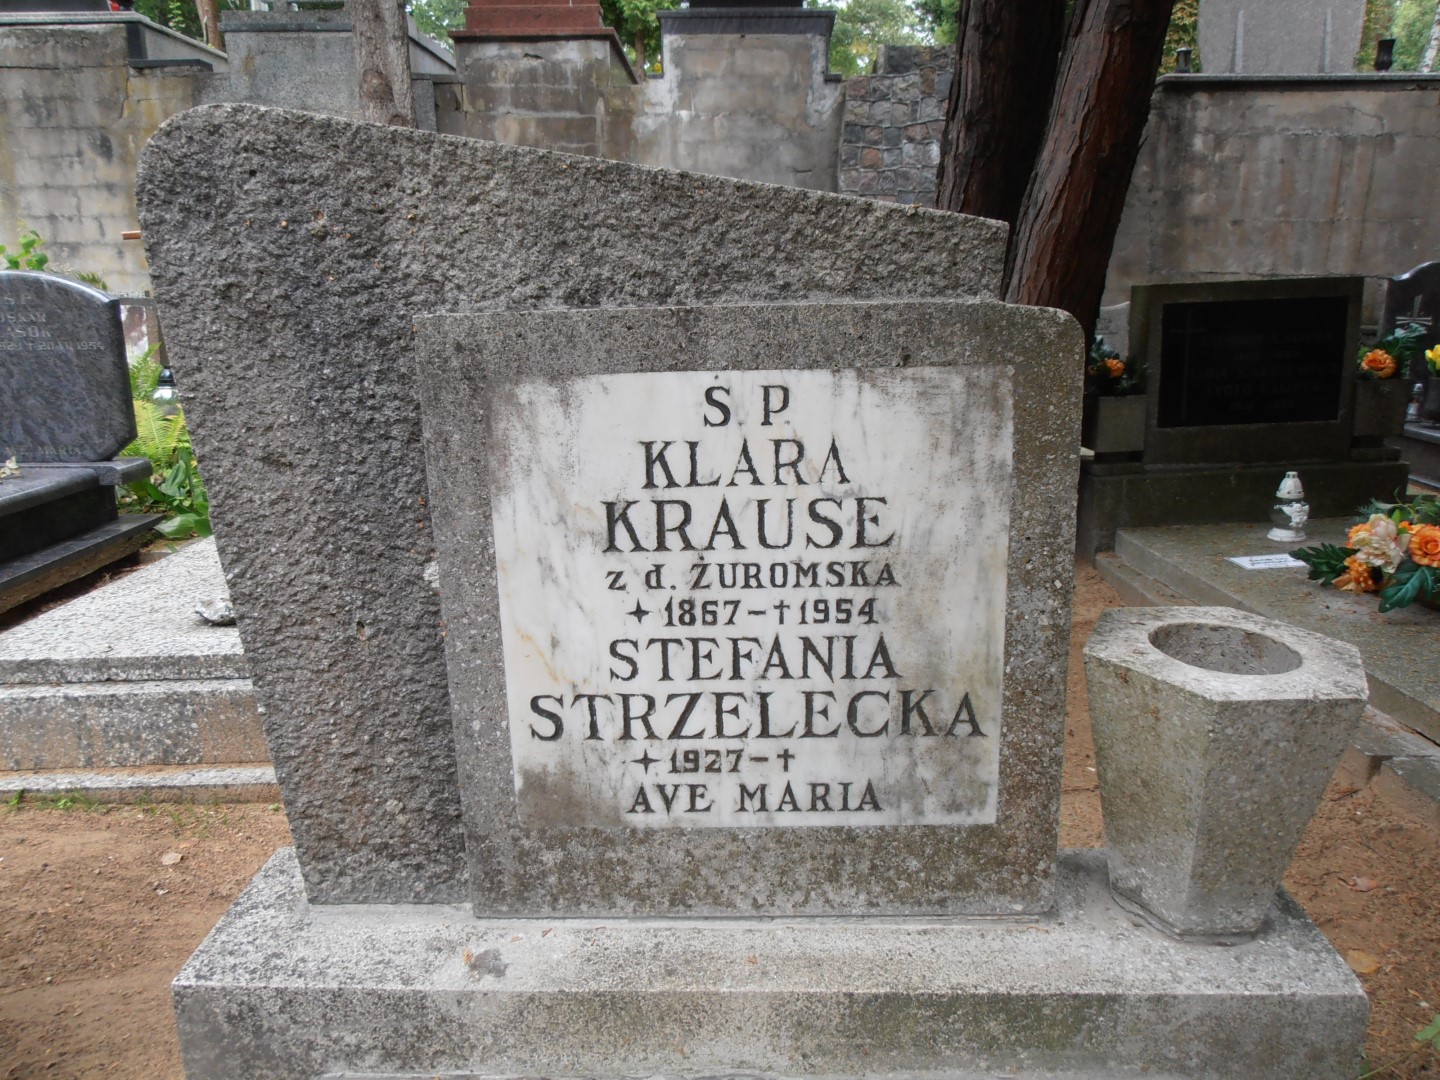 Ś.P.
KLARA
KRAUSE
z d. ŻUROMSKA
✦ 1867 – † 1954
STEFANIA
STRZELECKA
✦ 1927 – †
AVE MARIA